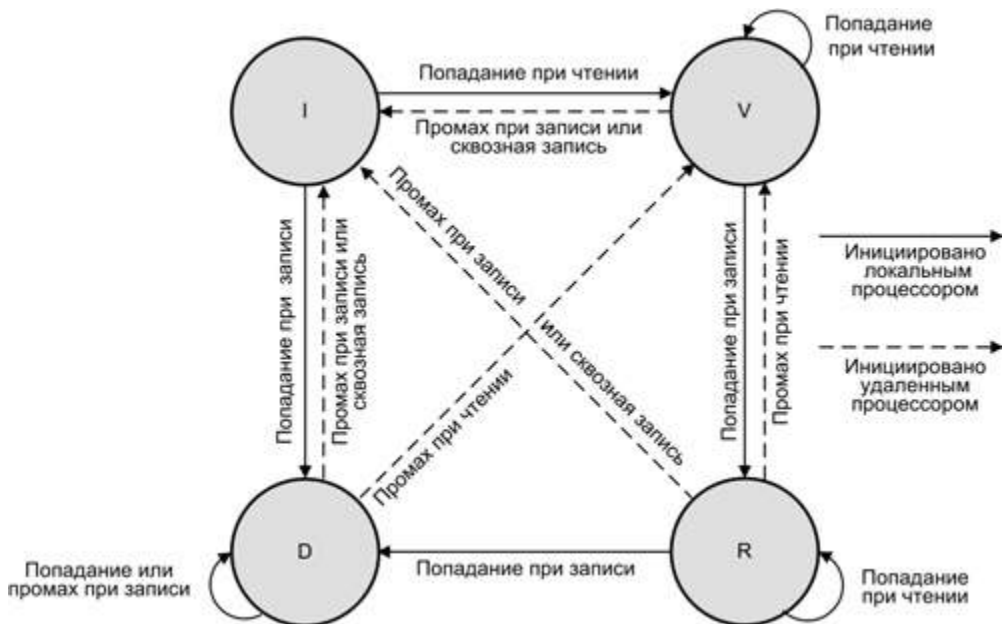 Попадание
при чтении
I
Попадание при чтении
V
Промах при записи или
сквозная запись
Попадание при записи
Промах при записи или
сквозная запись
Промах при записи
или сквозная запись
Промах при чтении
Попадание при записи
Промах при чтении
Инициировано
локальным
процессором
Инициировано
удаленным
процессором
D
Попадание при записи
R
Попадание или
промах при записи
Попадание
при чтении